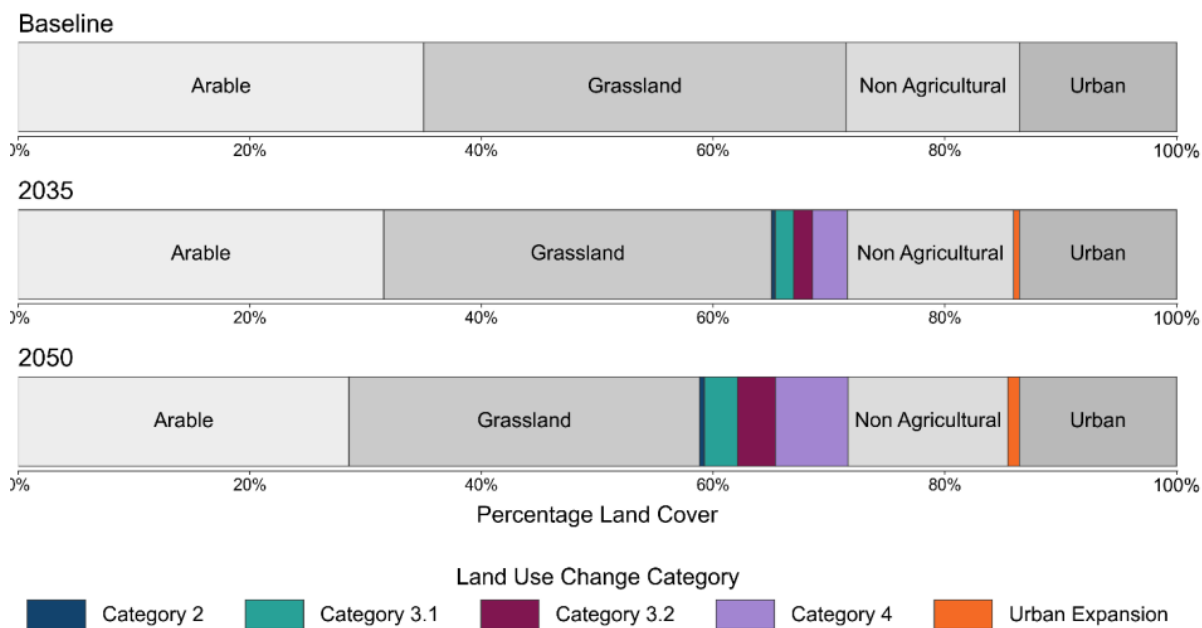 Baseline
Arable Grassland Non Agricultural Urban
0% 20% 40% 60% 80% 100%
2035
Arable Grassland Non Agricultural Urban
0% 20% 40% 60% 80% 100%
2050
Arable Grassland Non Agricultural Urban
0% 20% 40% 60% 80% 100%
Percentage Land Cover
Land Use Change Category
Category 2 Category 3.1 Category 3.2 Category 4 Urban Expansion